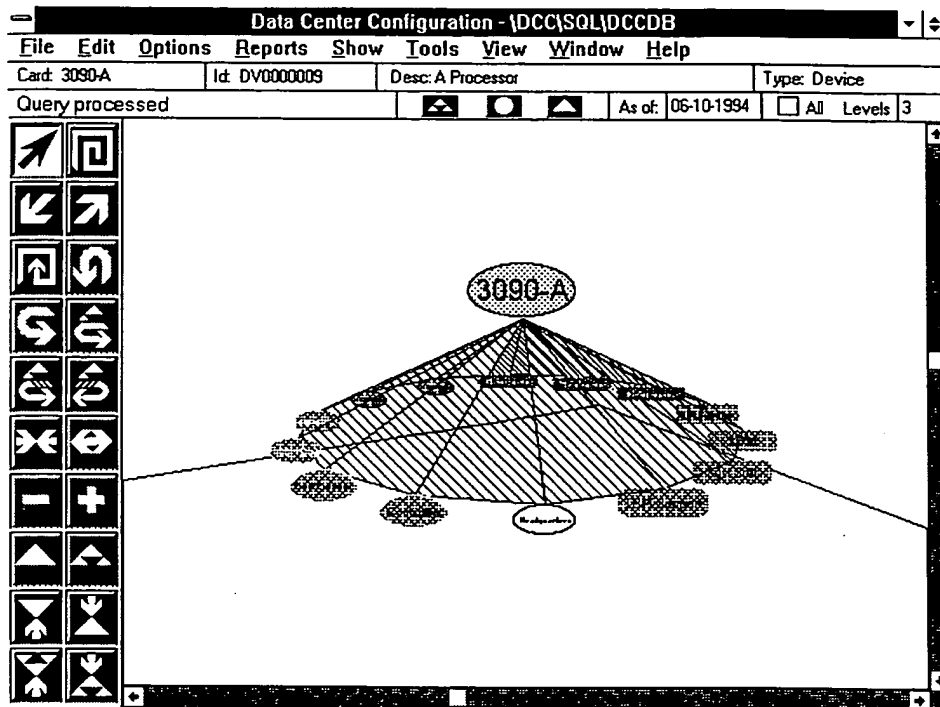 Data Center Configuration - \DCC\SQL\DCCDB
File Edit Options Reports Show Tools View Window Help
Card: 3090-A Id: DV0000009 Desc: A Processor Type: Device
Query processed As of: 06-10-1994 All Levels 3
3090-A
Headquarters